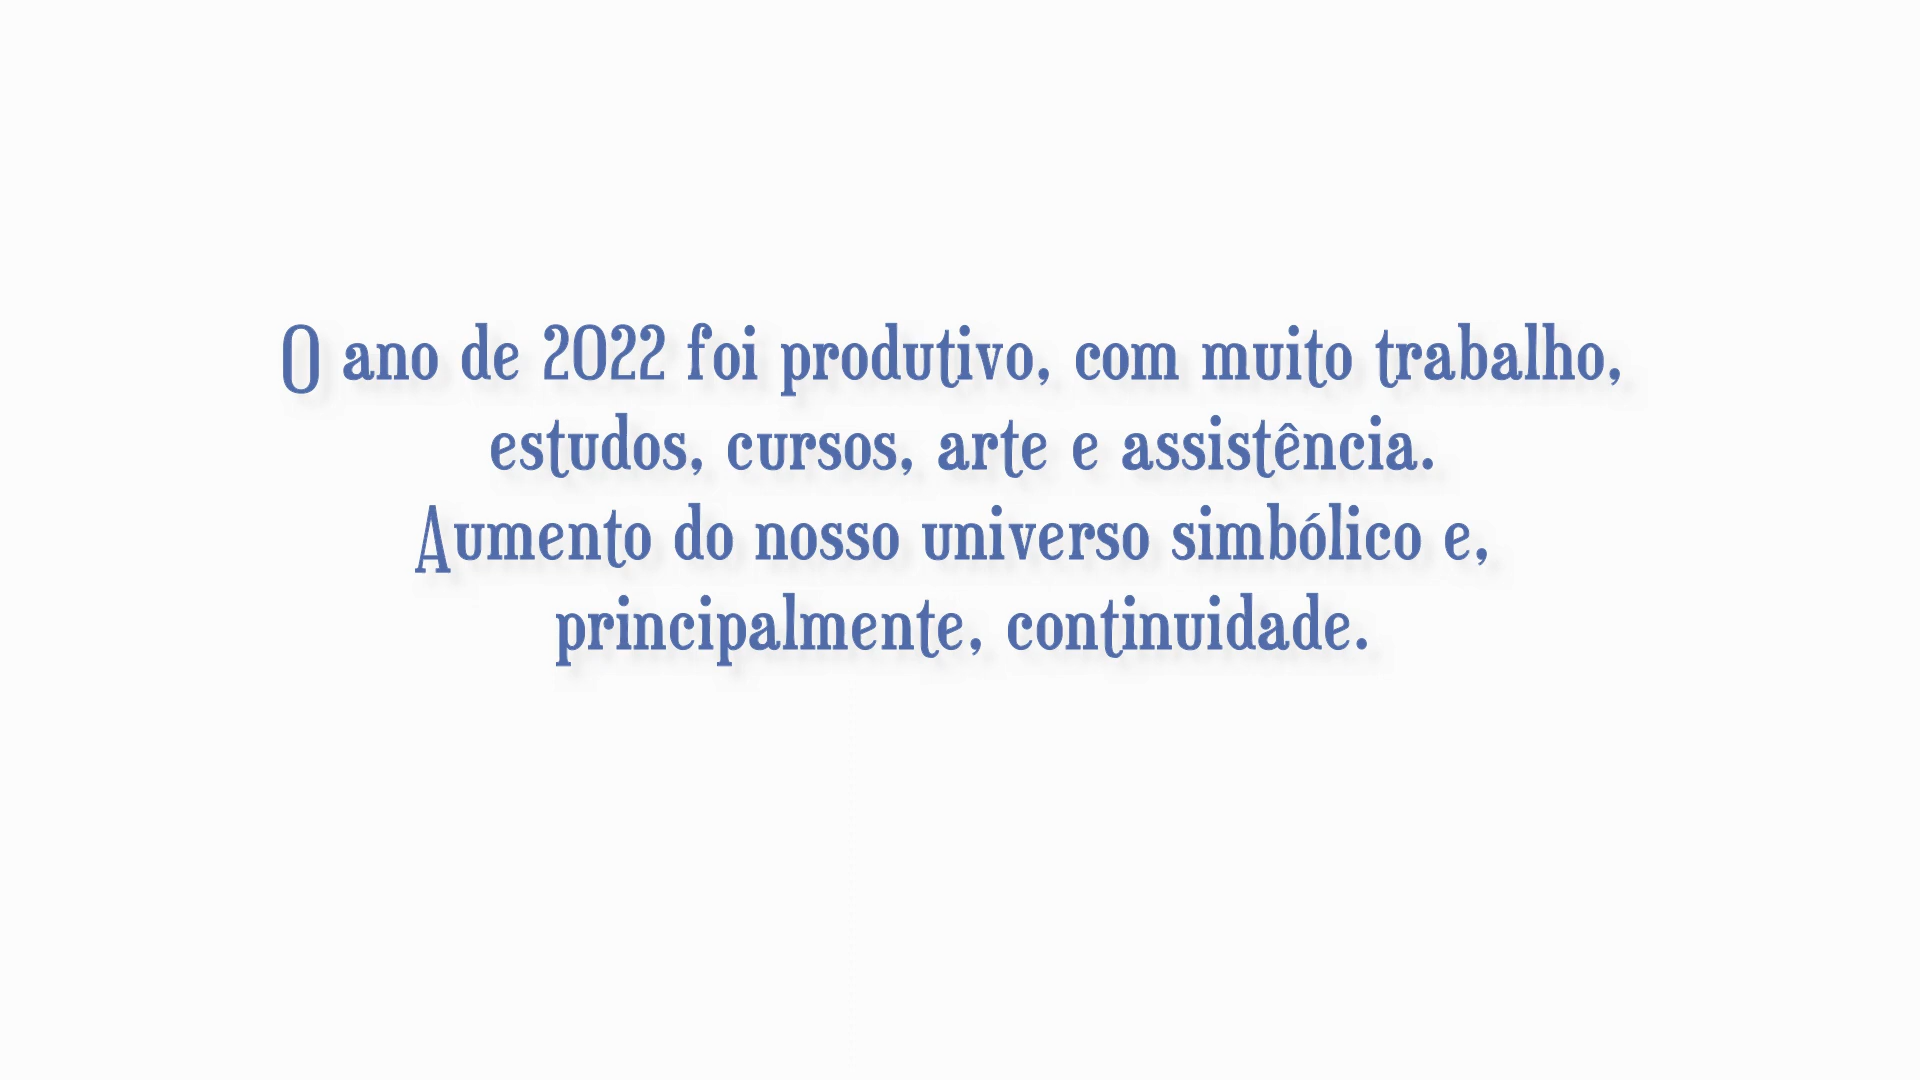 O ano de 2022 foi produtivo, com muito trabalho,
estudos, cursos, arte e assistência.
Aumento do nosso universo simbólico e,
principalmente, continuidade.